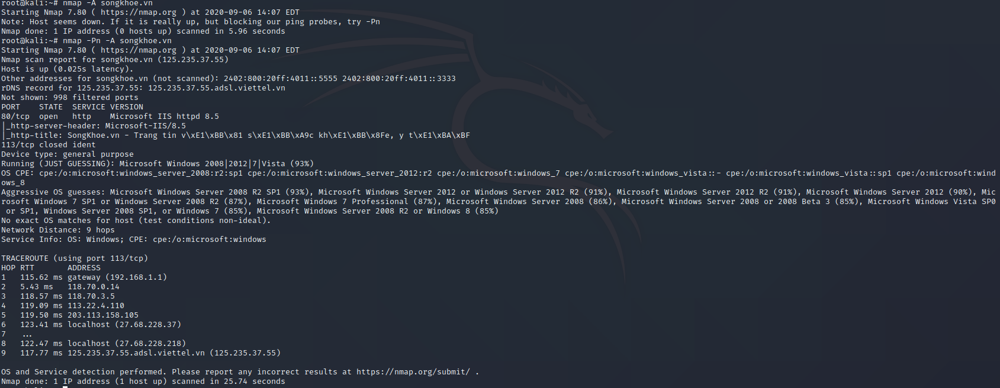 root@kali:~# nmap -A songkhoe.vn
Starting Nmap 7.80 ( https://nmap.org ) at 2020-09-06 14:07 EDT
Note: Host seems down. If it is really up, but blocking our ping probes, try -Pn
Nmap done: 1 IP address (0 hosts up) scanned in 5.96 seconds
root@kali:~# nmap -Pn -A songkhoe.vn
Starting Nmap 7.80 ( https://nmap.org ) at 2020-09-06 14:07 EDT
Nmap scan report for songkhoe.vn (125.235.37.55)
Host is up (0.025s latency).
Other addresses for songkhoe.vn (not scanned): 2402:800:20ff:4011::5555 2402:800:20ff:4011::3333
rDNS record for 125.235.37.55: 125.235.37.55.adsl.viettel.vn
Not shown: 998 filtered ports
PORT    STATE  SERVICE VERSION
80/tcp  open   http    Microsoft IIS httpd 8.5
|_http-server-header: Microsoft-IIS/8.5
|_http-title: SongKhoe.vn - Trang tin v\xE1\xBB\x81 s\xE1\xBB\xA9c kh\xE1\xBB\x8Fe, y t\xE1\xBA\xBF
113/tcp closed ident
Device type: general purpose
Running (JUST GUESSING): Microsoft Windows 2008|2012|7|Vista (93%)
OS CPE: cpe:/o:microsoft:windows_server_2008:r2:sp1 cpe:/o:microsoft:windows_server_2012:r2 cpe:/o:microsoft:windows_7 cpe:/o:microsoft:windows_vista::- cpe:/o:microsoft:windows_vista::sp1 cpe:/o:microsoft:wind
ows_8
Aggressive OS guesses: Microsoft Windows Server 2008 R2 SP1 (93%), Microsoft Windows Server 2012 or Windows Server 2012 R2 (91%), Microsoft Windows Server 2012 R2 (91%), Microsoft Windows Server 2012 (90%), Mic
rosoft Windows 7 SP1 or Windows Server 2008 R2 (87%), Microsoft Windows 7 Professional (87%), Microsoft Windows Server 2008 (86%), Microsoft Windows Server 2008 or 2008 Beta 3 (85%), Microsoft Windows Vista SP0
 or SP1, Windows Server 2008 SP1, or Windows 7 (85%), Microsoft Windows Server 2008 R2 or Windows 8 (85%)
No exact OS matches for host (test conditions non-ideal).
Network Distance: 9 hops
Service Info: OS: Windows; CPE: cpe:/o:microsoft:windows
TRACEROUTE (using port 113/tcp)
HOP RTT       ADDRESS
1   115.62 ms gateway (192.168.1.1)
2   5.43 ms   118.70.0.14
3   118.57 ms 118.70.3.5
4   119.09 ms 113.22.4.110
5   119.50 ms 203.113.158.105
6   123.41 ms localhost (27.68.228.37)
7   ...
8   122.47 ms localhost (27.68.228.218)
9   117.77 ms 125.235.37.55.adsl.viettel.vn (125.235.37.55)
OS and Service detection performed. Please report any incorrect results at https://nmap.org/submit/ .
Nmap done: 1 IP address (1 host up) scanned in 25.74 seconds